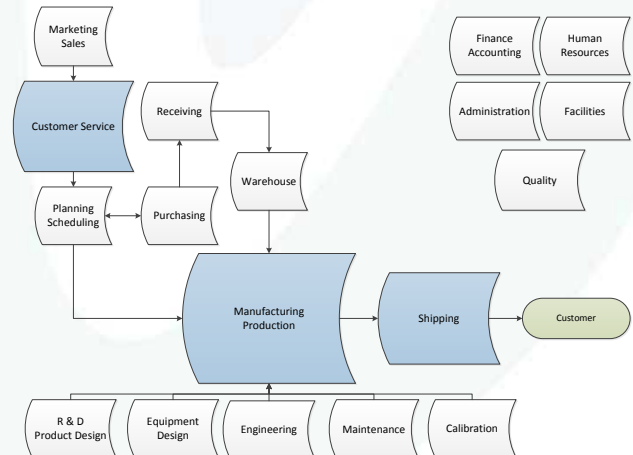 Marketing
Sales
Finance
Accounting
Human
Resources
Customer Service
Receiving
Administration
Facilities
Warehouse
Quality
Planning
Scheduling
Purchasing
Manufacturing
Production
Shipping
Customer
R & D
Product Design
Equipment
Design
Engineering
Maintenance
Calibration